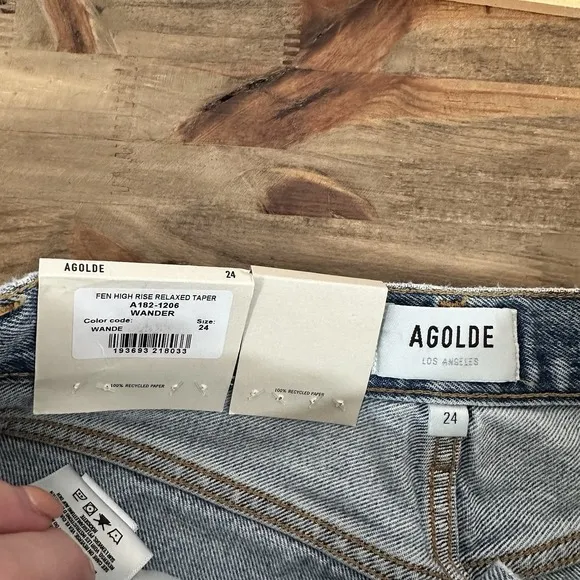 AGOLDE 24
FEN HIGH RISE RELAXED TAPER
A182-1206
WANDER
Color code: Size:
WANDE 24
193693 218033
100% RECYCLED PAPER
100% RECYCLED PAPER
AGOLDE
LOS ANGELES
24